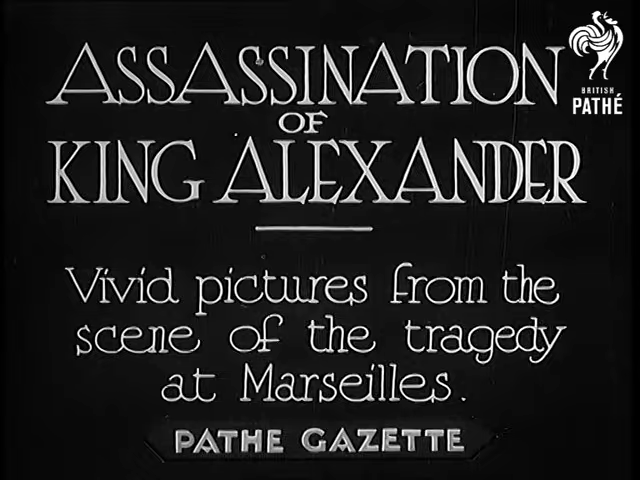 ASSASSINATION
OF
KING ALEXANDER
Vivid pictures from the
scene of the tragedy
at Marseilles.
PATHE GAZETTE
BRITISH
PATHÉ